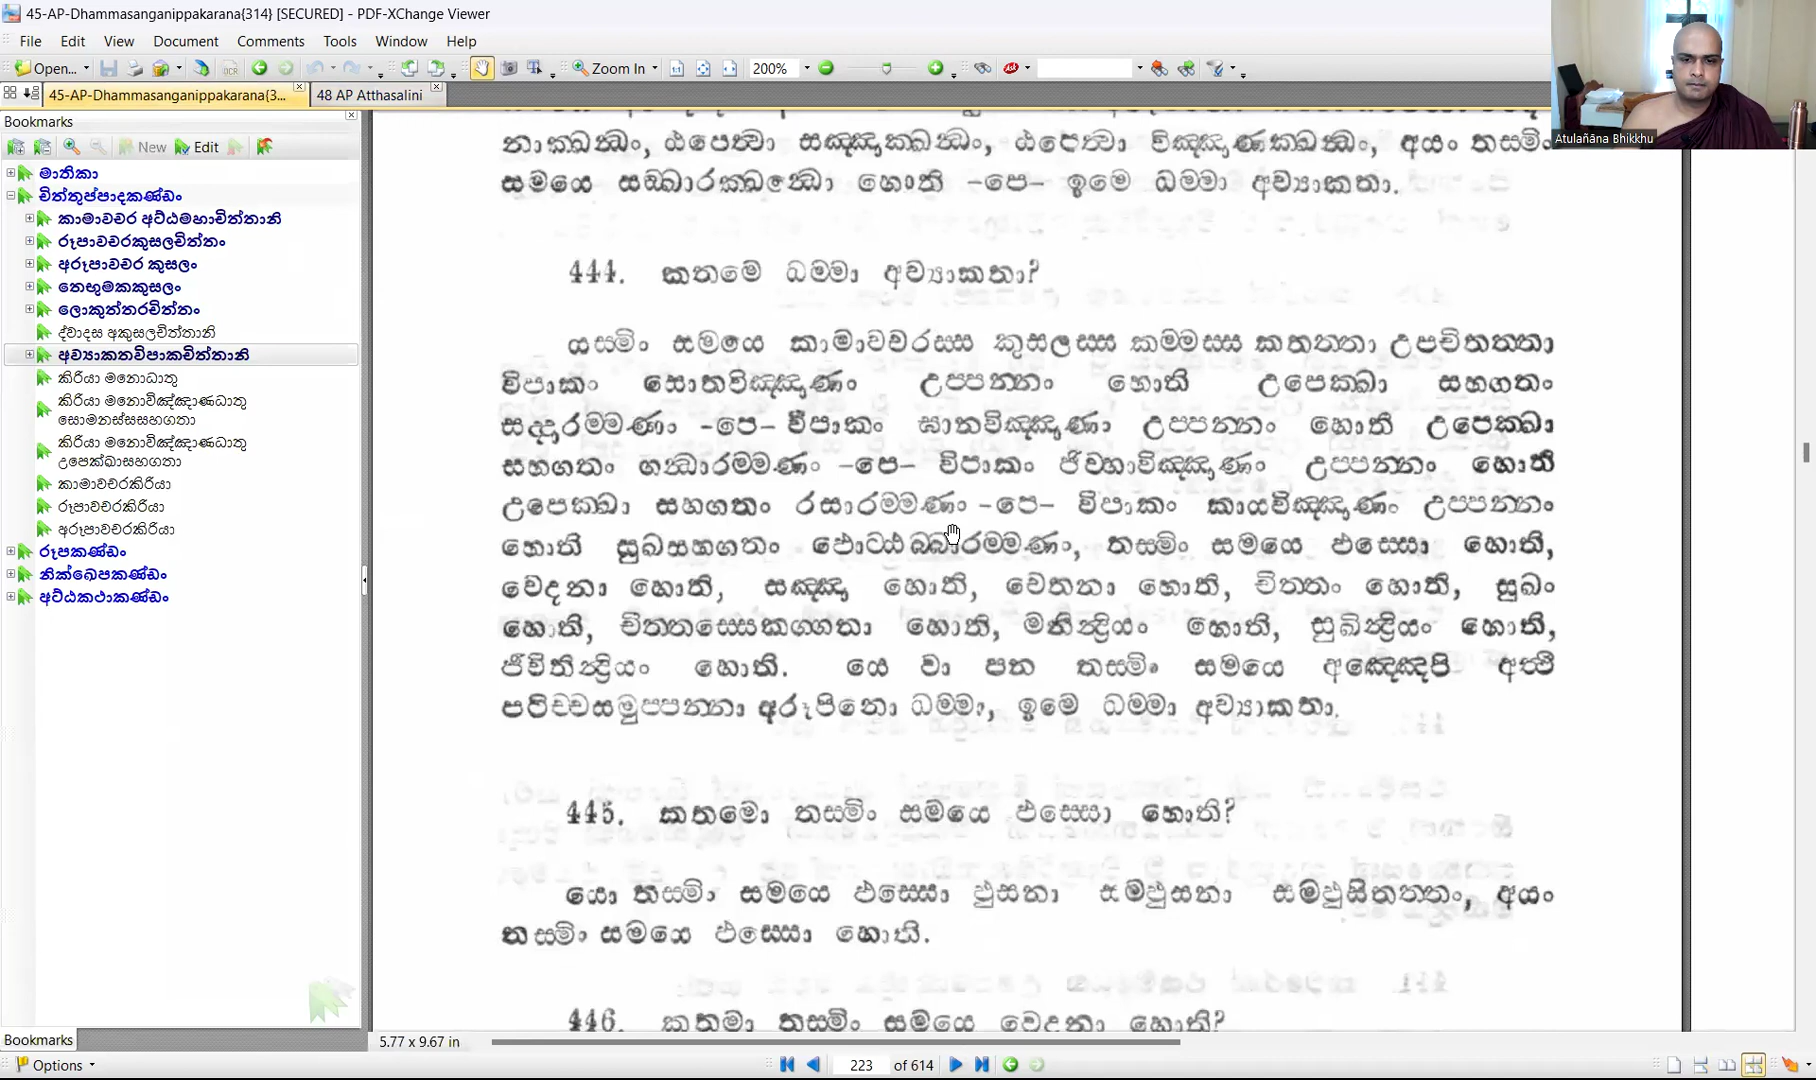 45-AP-Dhammasanganippakarana{314} [SECURED] - PDF-XChange Viewer
File Edit View Document Comments Tools Window Help
Open... Zoom In 200%
45-AP-Dhammasanganippakarana{3... 48 AP Atthasalini
Atulañāna Bhikkhu
Bookmarks
New Edit
මාතිකා
චිත්තුප්පාදකණ්ඩං
කාමාවචර අට්ඨමහාචිත්තානි
රූපාවචරකුසලචිත්තං
අරූපාවචර කුසලං
තෙභූමකකුසලං
ලොකුත්තරචිත්තං
ද්වාදස අකුසලචිත්තානි
අව්‍යාකතවිපාකචිත්තානි
කිරියා මනොධාතු
කිරියා මනොවිඤ්ඤාණධාතු
සොමනස්සසහගතා
කිරියා මනොවිඤ්ඤාණධාතු
උපෙක්ඛාසහගතා
කාමාවචරකිරියා
රූපාවචරකිරියා
අරූපාවචරකිරියා
රූපකණ්ඩං
නික්ඛෙපකණ්ඩං
අට්ඨකථාකණ්ඩං
නාක්ඛන්ධං, ඨපෙත්වා සඤ්ඤාක්ඛන්ධං, ඨපෙත්වා විඤ්ඤාණක්ඛන්ධං, අයං තස්මිං
සමයෙ සඞ්ඛාරක්ඛන්ධො හොති -පෙ- ඉමෙ ධම්මා අව්‍යාකතා.
444. කතමෙ ධම්මා අව්‍යාකතා?
යස්මිං සමයෙ කාමාවචරස්ස කුසලස්ස කම්මස්ස කතත්තා උපචිතත්තා
විපාකං සොතවිඤ්ඤාණං උප්පන්නං හොති උපෙක්ඛා සහගතං
සද්දාරම්මණං -පෙ- විපාකං ඝානවිඤ්ඤාණං උප්පන්නං හොති උපෙක්ඛා
සහගතං ගන්ධාරම්මණං -පෙ- විපාකං ජිව්හාවිඤ්ඤාණං උප්පන්නං හොති
උපෙක්ඛා සහගතං රසාරම්මණං -පෙ- විපාකං කායවිඤ්ඤාණං උප්පන්නං
හොති සුඛසහගතං ඵොට්ඨබ්බාරම්මණං, තස්මිං සමයෙ ඵස්සො හොති,
වෙදනා හොති, සඤ්ඤා හොති, චෙතනා හොති, චිත්තං හොති, සුඛං
හොති, චිත්තස්සෙකග්ගතා හොති, මනින්ද්‍රියං හොති, සුඛින්ද්‍රියං හොති,
ජීවිතින්ද්‍රියං හොති. යෙ වා පන තස්මිං සමයෙ අඤ්ඤෙපි අත්ථි
පටිච්චසමුප්පන්නා අරූපිනො ධම්මා, ඉමෙ ධම්මා අව්‍යාකතා.
445. කතමො තස්මිං සමයෙ ඵස්සො හොති?
යො තස්මිං සමයෙ ඵස්සො ඵුසනා සම්ඵුසනා සම්ඵුසිතත්තං, අයං
තස්මිං සමයෙ ඵස්සො හොති.
446. කතමා තස්මිං සමයෙ වෙදනා හොති?
Bookmarks
5.77 x 9.67 in
Options 223 of 614